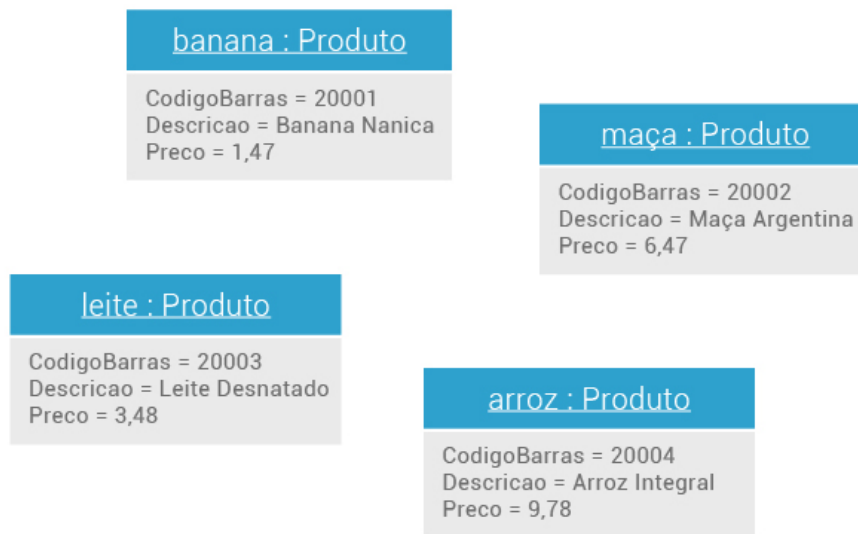 banana : Produto
CodigoBarras = 20001
Descricao = Banana Nanica
Preco = 1,47
maça : Produto
CodigoBarras = 20002
Descricao = Maça Argentina
Preco = 6,47
leite : Produto
CodigoBarras = 20003
Descricao = Leite Desnatado
Preco = 3,48
arroz : Produto
CodigoBarras = 20004
Descricao = Arroz Integral
Preco = 9,78